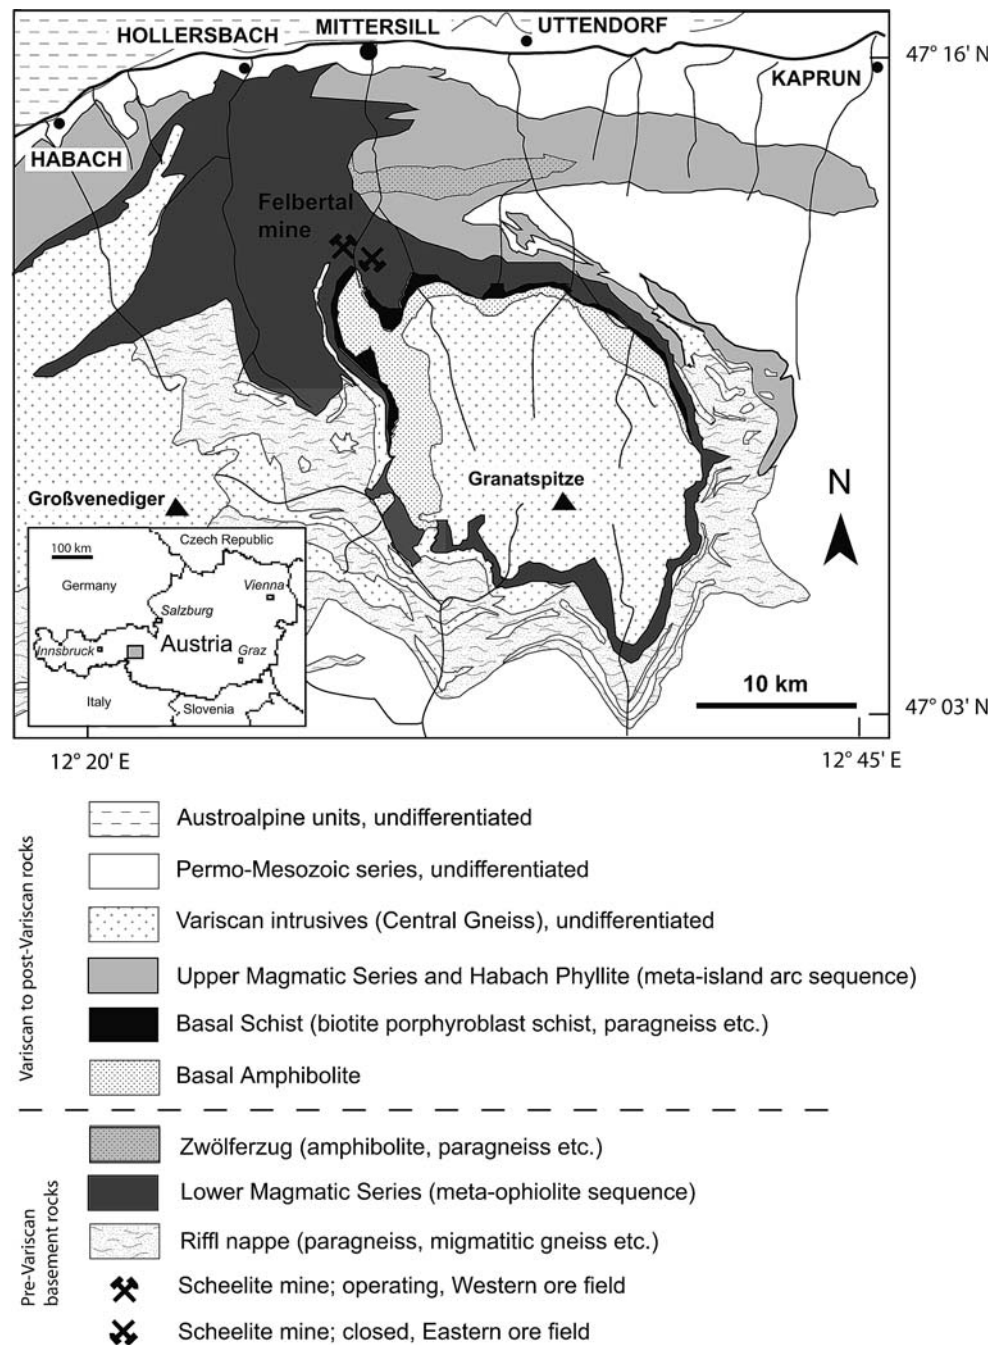 HOLLERSBACH
MITTERSILL
UTTENDORF
47° 16' N
KAPRUN
HABACH
Felbertal
mine
Granatspitze
N
Großvenediger
100 km
Czech Republic
Germany
Vienna
Salzburg
Austria
Innsbruck
Graz
Italy
Slovenia
10 km
47° 03' N
12° 20' E
12° 45' E
Variscan to post-Variscan rocks
Austroalpine units, undifferentiated
Permo-Mesozoic series, undifferentiated
Variscan intrusives (Central Gneiss), undifferentiated
Upper Magmatic Series and Habach Phyllite (meta-island arc sequence)
Basal Schist (biotite porphyroblast schist, paragneiss etc.)
Basal Amphibolite
Pre-Variscan
basement rocks
Zwölferzug (amphibolite, paragneiss etc.)
Lower Magmatic Series (meta-ophiolite sequence)
Riffl nappe (paragneiss, migmatitic gneiss etc.)
Scheelite mine; operating, Western ore field
Scheelite mine; closed, Eastern ore field